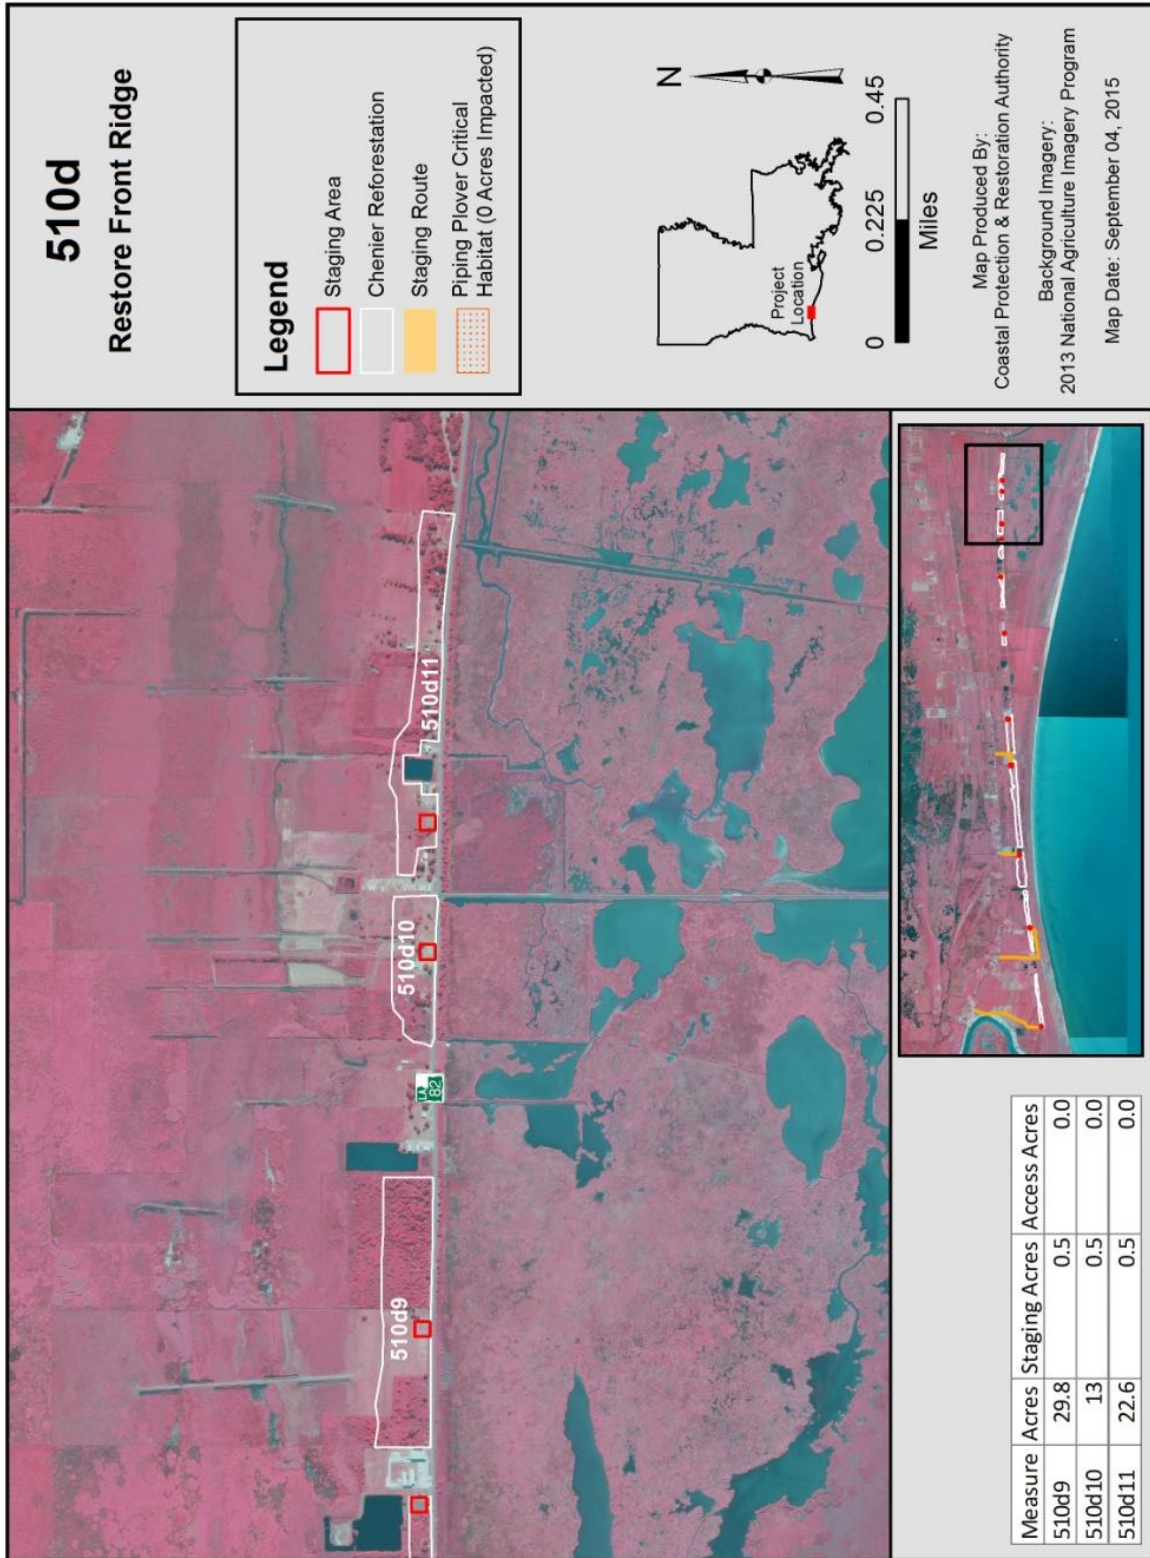 510d
Restore Front Ridge
Legend
Staging Area
Chenier Reforestation
Staging Route
Piping Plover Critical
Habitat (0 Acres Impacted)
N
Project
Location
0 0.225 0.45
Miles
Map Produced By:
Coastal Protection & Restoration Authority
Background Imagery:
2013 National Agriculture Imagery Program
Map Date: September 04, 2015
510d9
LA
82
510d10
510d11
Measure Acres Staging Acres Access Acres
510d9 29.8 0.5 0.0
510d10 13 0.5 0.0
510d11 22.6 0.5 0.0